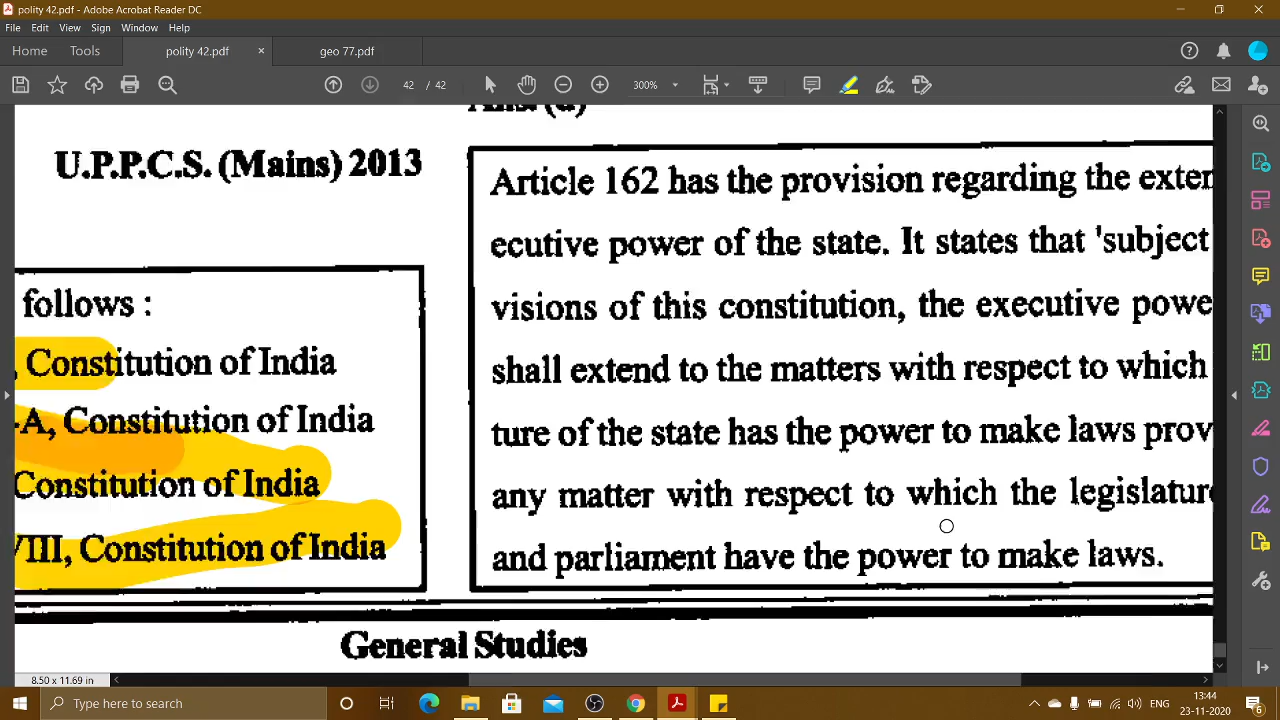 polity 42.pdf - Adobe Acrobat Reader DC
File Edit View Sign Window Help
Home Tools polity 42.pdf × geo 77.pdf
42 / 42 300%
U.P.P.C.S. (Mains) 2013
follows :
, Constitution of India
-A, Constitution of India
Constitution of India
VIII, Constitution of India
Article 162 has the provision regarding the exten
ecutive power of the state. It states that 'subject
visions of this constitution, the executive powe
shall extend to the matters with respect to which
ture of the state has the power to make laws prov
any matter with respect to which the legislatur
and parliament have the power to make laws.
General Studies
8.50 x 11.69 in
Type here to search
ENG
13:44
23-11-2020
6